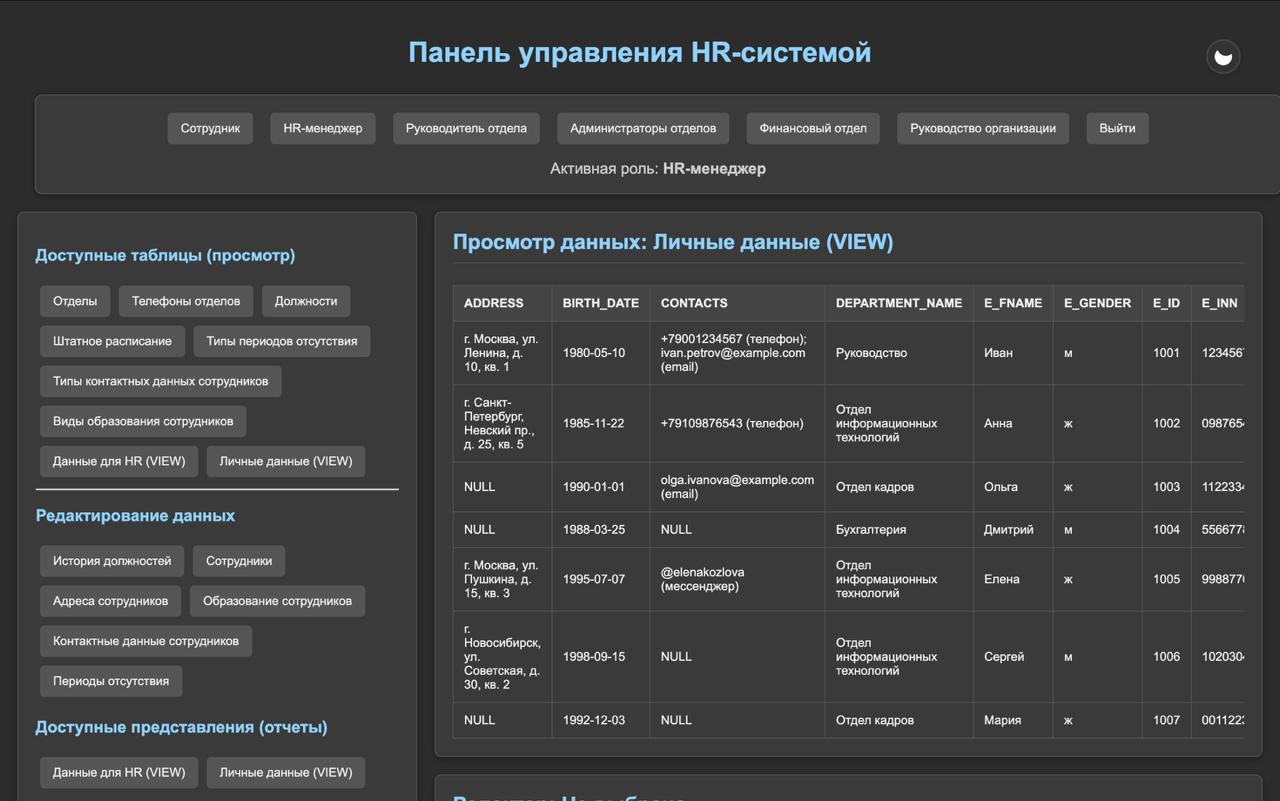 Панель управления HR-системой
Сотрудник HR-менеджер Руководитель отдела Администраторы отделов Финансовый отдел Руководство организации Выйти
Активная роль: HR-менеджер
Доступные таблицы (просмотр)
Отделы Телефоны отделов Должности
Штатное расписание Типы периодов отсутствия
Типы контактных данных сотрудников
Виды образования сотрудников
Данные для HR (VIEW) Личные данные (VIEW)
Редактирование данных
История должностей Сотрудники
Адреса сотрудников Образование сотрудников
Контактные данные сотрудников
Периоды отсутствия
Доступные представления (отчеты)
Данные для HR (VIEW) Личные данные (VIEW)
Просмотр данных: Личные данные (VIEW)
ADDRESS BIRTH_DATE CONTACTS DEPARTMENT_NAME E_FNAME E_GENDER E_ID E_INN
г. Москва, ул.
Ленина, д.
10, кв. 1
1980-05-10
+79001234567 (телефон);
ivan.petrov@example.com
(email)
Руководство Иван м 1001 123456
г. Санкт-
Петербург,
Невский пр.,
д. 25, кв. 5
1985-11-22 +79109876543 (телефон)
Отдел
информационных
технологий
Анна ж 1002 09876
NULL 1990-01-01
olga.ivanova@example.com
(email)
Отдел кадров Ольга ж 1003 112233
NULL 1988-03-25 NULL Бухгалтерия Дмитрий м 1004 556677
г. Москва, ул.
Пушкина, д.
15, кв. 3
1995-07-07
@elenakozlova
(мессенджер)
Отдел
информационных
технологий
Елена ж 1005 998877
г.
Новосибирск,
ул.
Советская, д.
30, кв. 2
1998-09-15 NULL
Отдел
информационных
технологий
Сергей м 1006 102030
NULL 1992-12-03 NULL Отдел кадров Мария ж 1007 001122